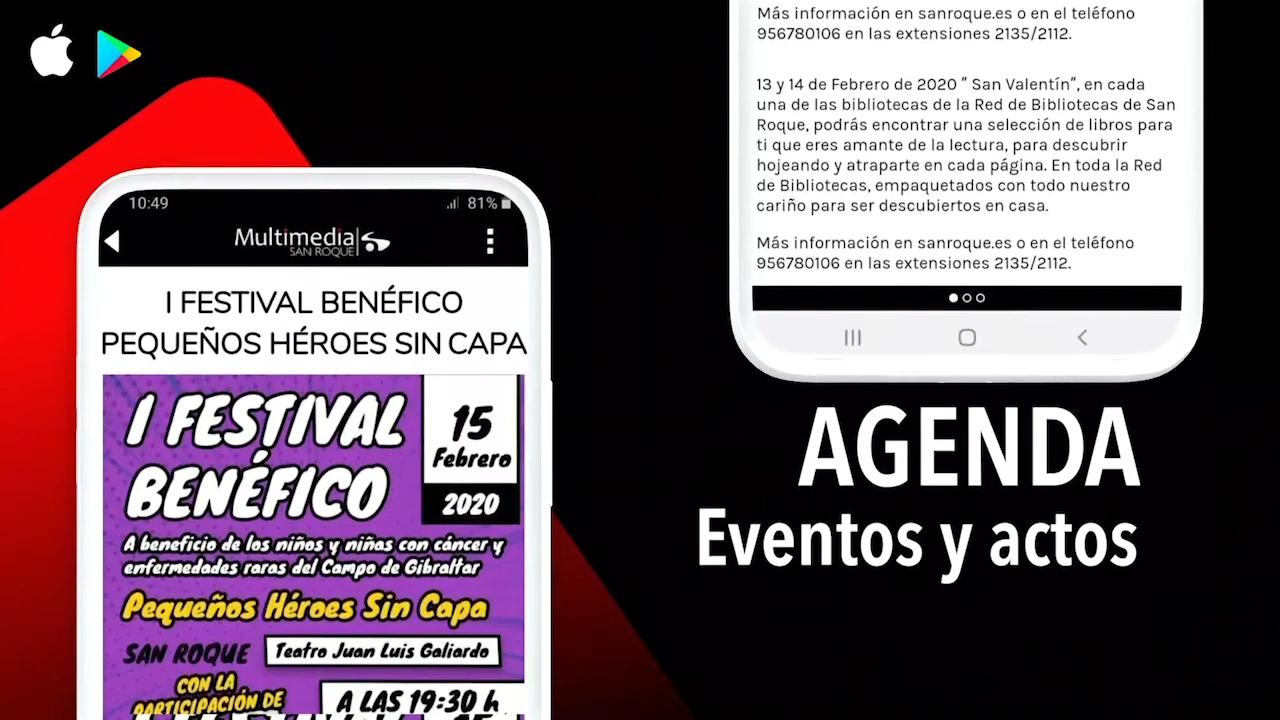 10:49
81%
Multimedia
SAN ROQUE
I FESTIVAL BENÉFICO
PEQUEÑOS HÉROES SIN CAPA
I FESTIVAL
BENÉFICO
15
Febrero
2020
A beneficio de los niños y niñas con cáncer y
enfermedades raras del Campo de Gibraltar
Pequeños Héroes Sin Capa
SAN ROQUE
Teatro Juan Luis Galiardo
CON LA
PARTICIPACIÓN DE
A LAS 19:30 h
Más información en sanroque.es o en el teléfono
956780106 en las extensiones 2135/2112.
13 y 14 de Febrero de 2020 " San Valentín", en cada
una de las bibliotecas de la Red de Bibliotecas de San
Roque, podrás encontrar una selección de libros para
ti que eres amante de la lectura, para descubrir
hojeando y atraparte en cada página. En toda la Red
de Bibliotecas, empaquetados con todo nuestro
cariño para ser descubiertos en casa.
Más información en sanroque.es o en el teléfono
956780106 en las extensiones 2135/2112.
AGENDA
Eventos y actos